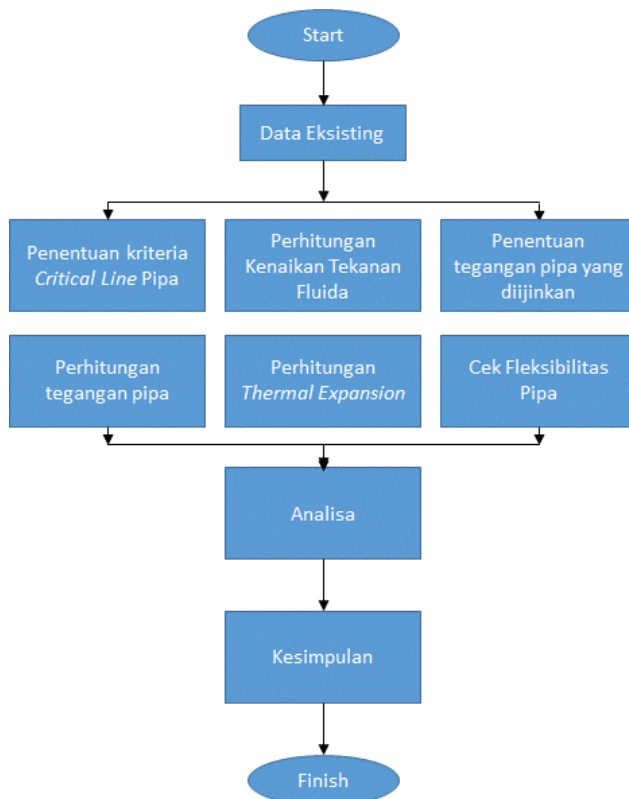 Start
Data Eksisting
Penentuan kriteria
Critical Line Pipa
Perhitungan
Kenaikan Tekanan
Fluida
Penentuan
tegangan pipa yang
diijinkan
Perhitungan
tegangan pipa
Perhitungan
Thermal Expansion
Cek Fleksibilitas
Pipa
Analisa
Kesimpulan
Finish